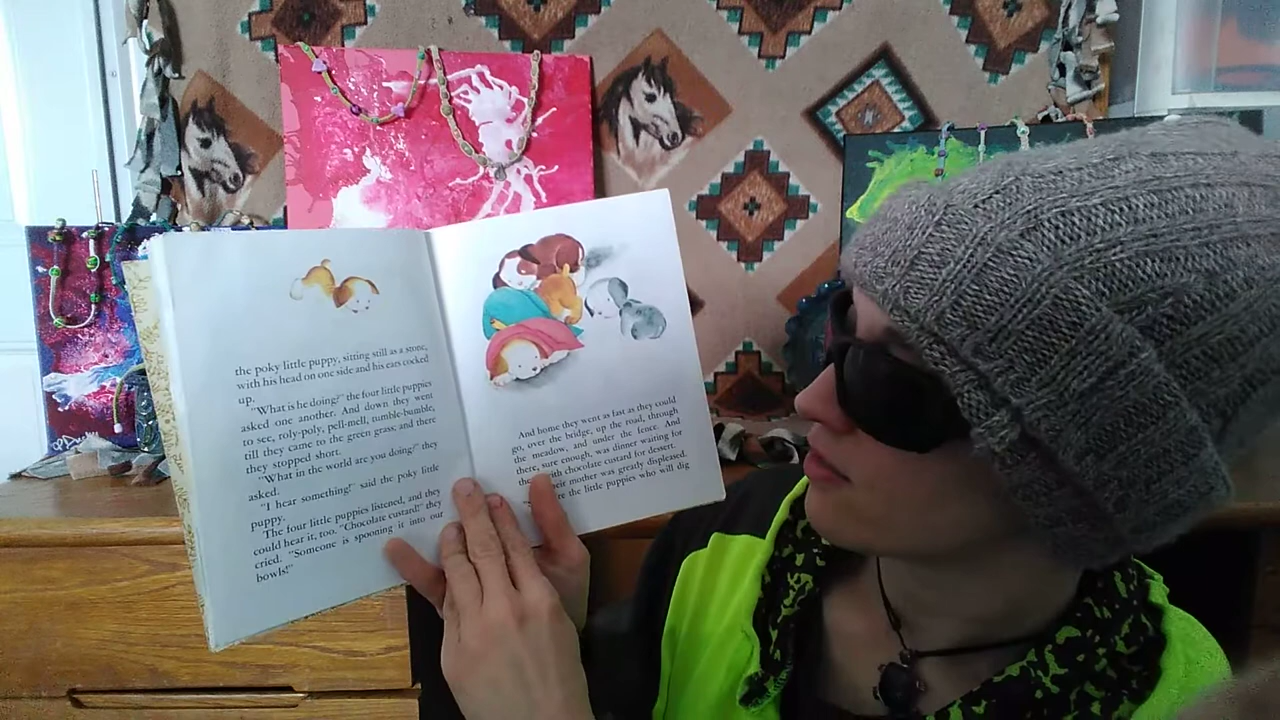 the poky little puppy, sitting still as a stone,
with his head on one side and his ears cocked
up.
"What is he doing?" the four little puppies
asked one another. And down they went
to see, roly-poly, pell-mell, tumble-bumble,
till they came to the green grass; and there
they stopped short.
"What in the world are you doing?" they
asked.
"I hear something!" said the poky little
puppy.
The four little puppies listened, and they
could hear it, too. "Chocolate custard!" they
cried. "Someone is spooning it into our
bowls!"
And home they went as fast as they could
go, over the bridge, up the road, through
the meadow, and under the fence. And
there, sure enough, was dinner waiting for
with chocolate custard for dessert.
mother was greatly displeased.
the little puppies who will dig